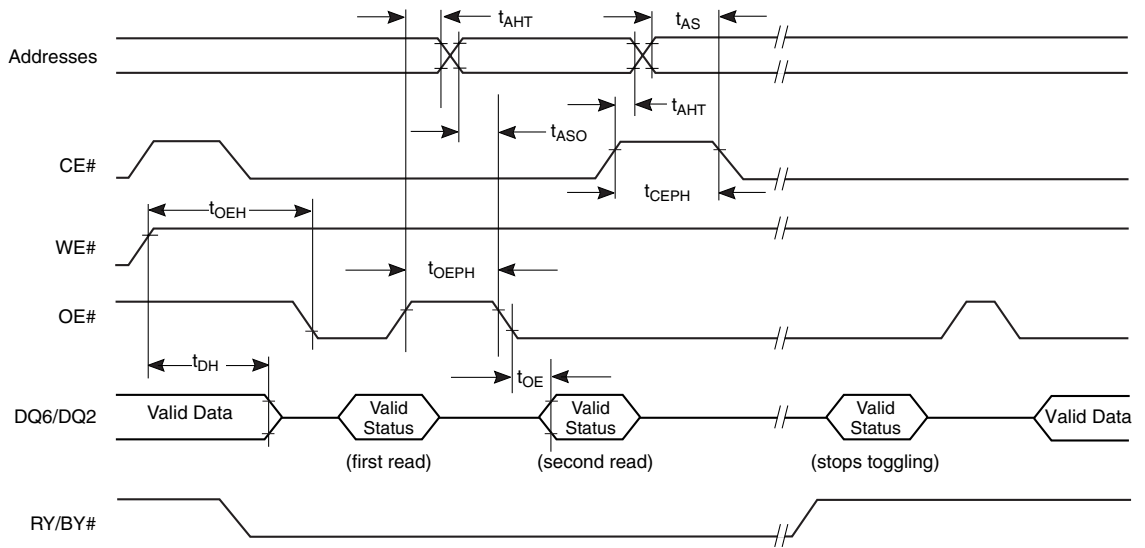 tAHT
tAS
Addresses
tAHT
tASO
CE#
tCEPH
tOEH
WE#
tOEPH
OE#
tDH
tOE
DQ6/DQ2
Valid Data
Valid
Status
Valid
Status
Valid
Status
Valid Data
(first read)
(second read)
(stops toggling)
RY/BY#